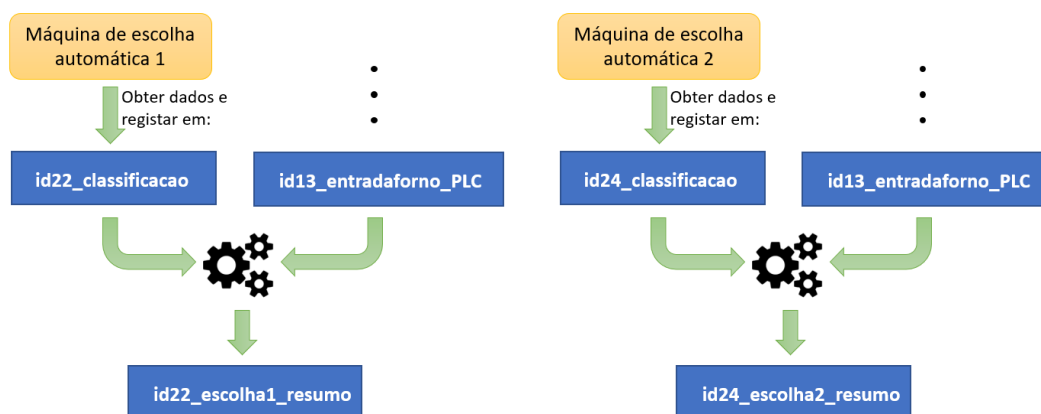 Máquina de escolha
automática 1
Obter dados e
registar em:
id22_classificacao
id13_entradaforno_PLC
id22_escolha1_resumo
Máquina de escolha
automática 2
Obter dados e
registar em:
id24_classificacao
id13_entradaforno_PLC
id24_escolha2_resumo